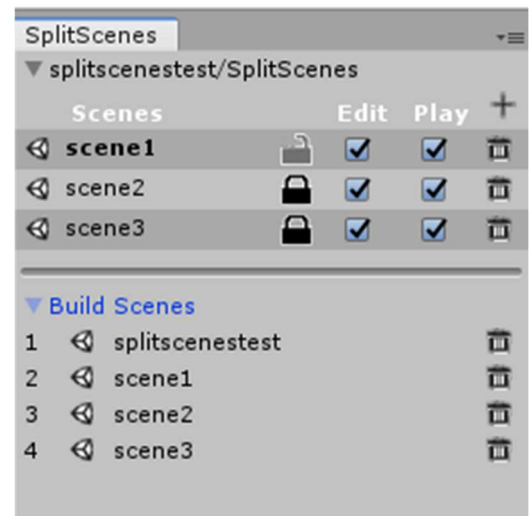 SplitScenes
splitscenestest/SplitScenes
Scenes Edit Play
scene1
scene2
scene3
Build Scenes
1 splitscenestest
2 scene1
3 scene2
4 scene3